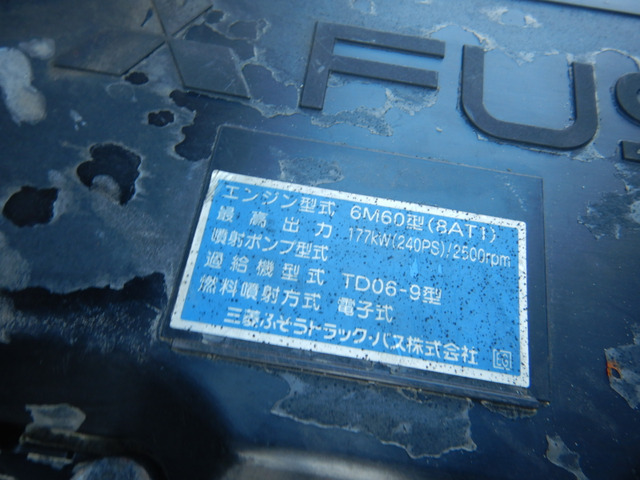 FUS
エンジン型式 6M60型(8AT1)
最高出力 177kW(240PS)/2600rpm
噴射ポンプ型式
過給機型式 TD06-9型
燃料噴射方式 電子式
三菱ふそうトラック・バス株式会社